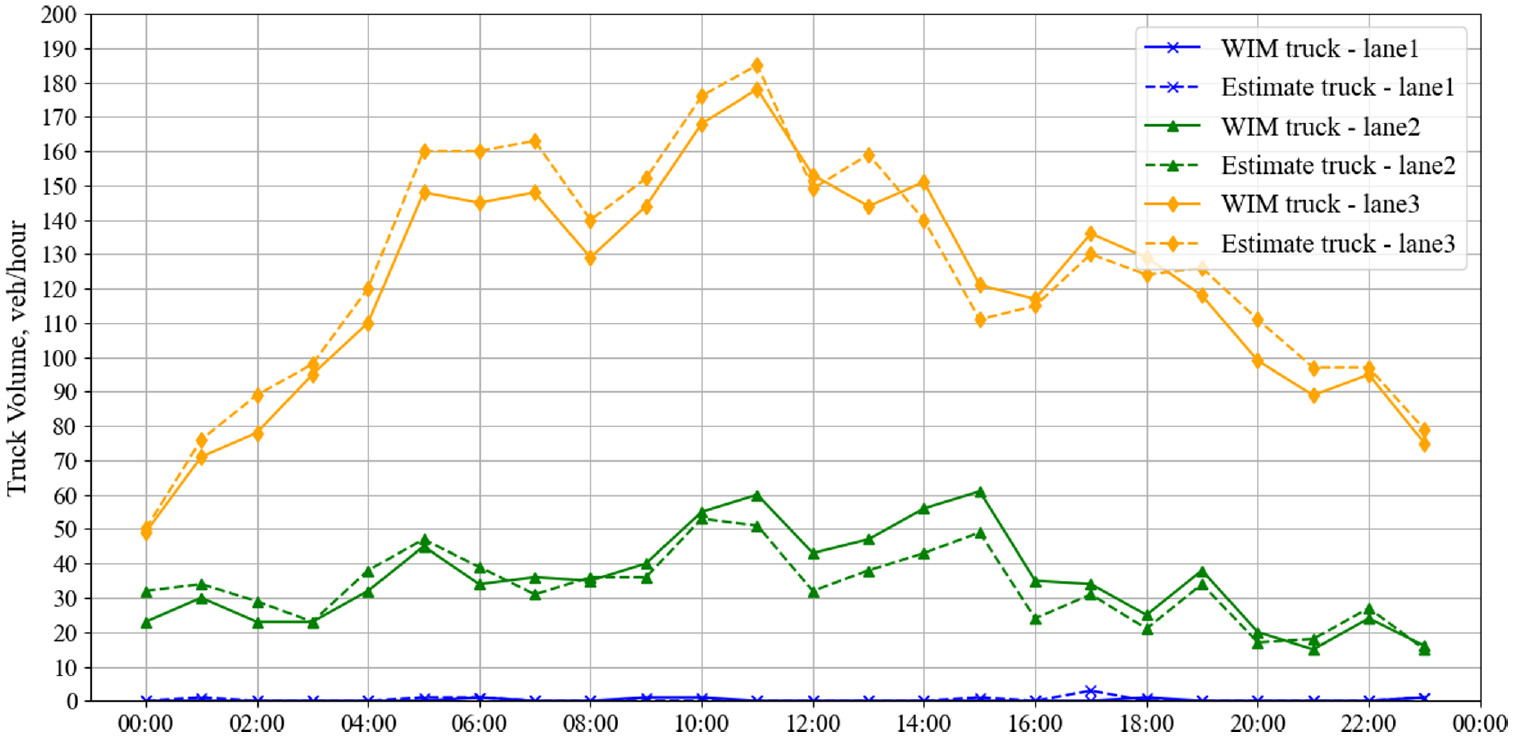 200
190
180
170
160
150
140
130
120
110
100
90
80
70
60
50
40
30
20
10
0
Truck Volume, veh/hour
WIM truck - lane1
Estimate truck - lane1
WIM truck - lane2
Estimate truck - lane2
WIM truck - lane3
Estimate truck - lane3
00:00 02:00 04:00 06:00 08:00 10:00 12:00 14:00 16:00 18:00 20:00 22:00 00:00